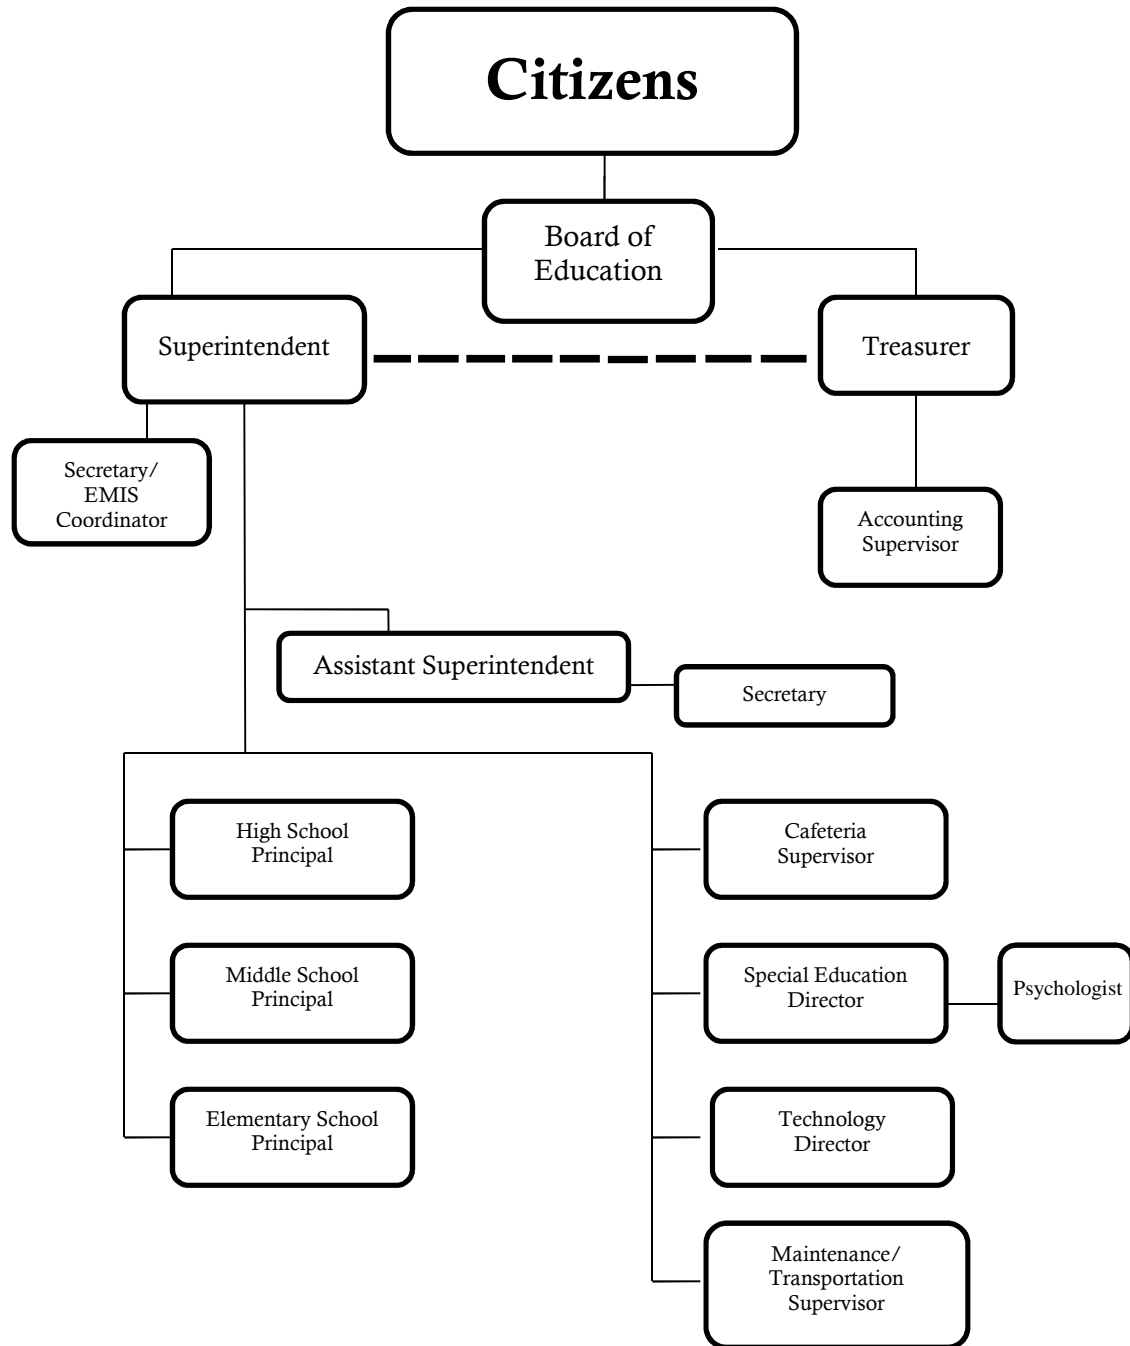 Citizens
Board of
Education
Superintendent
Treasurer
Secretary/
EMIS
Coordinator
Accounting
Supervisor
Assistant Superintendent
Secretary
High School
Principal
Cafeteria
Supervisor
Middle School
Principal
Special Education
Director
Psychologist
Elementary School
Principal
Technology
Director
Maintenance/
Transportation
Supervisor